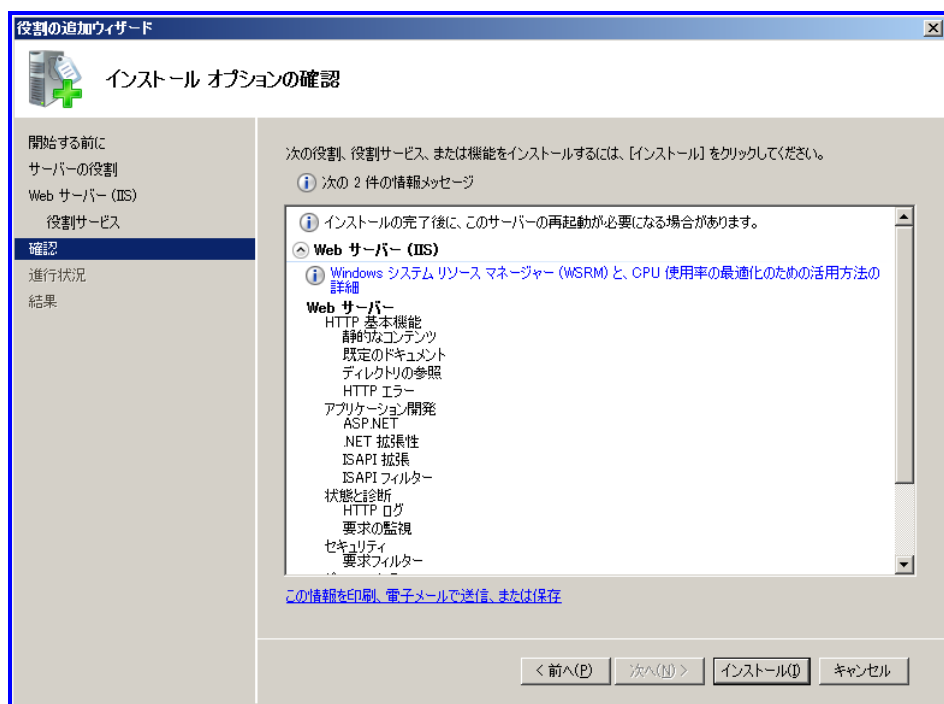 役割の追加ウィザード
インストール オプションの確認
開始する前に
サーバーの役割
Web サーバー (IIS)
役割サービス
確認
進行状況
結果
次の役割、役割サービス、または機能をインストールするには、[インストール] をクリックしてください。
次の 2 件の情報メッセージ
インストールの完了後に、このサーバーの再起動が必要になる場合があります。
Web サーバー (IIS)
Windows システム リソース マネージャー (WSRM) と、CPU 使用率の最適化のための活用方法の
詳細
Web サーバー
HTTP 基本機能
静的なコンテンツ
既定のドキュメント
ディレクトリの参照
HTTP エラー
アプリケーション開発
ASP.NET
.NET 拡張性
ISAPI 拡張
ISAPI フィルター
状態と診断
HTTP ログ
要求の監視
セキュリティ
要求フィルター
この情報を印刷、電子メールで送信、または保存
< 前へ(P)
次へ(N) >
インストール(I)
キャンセル